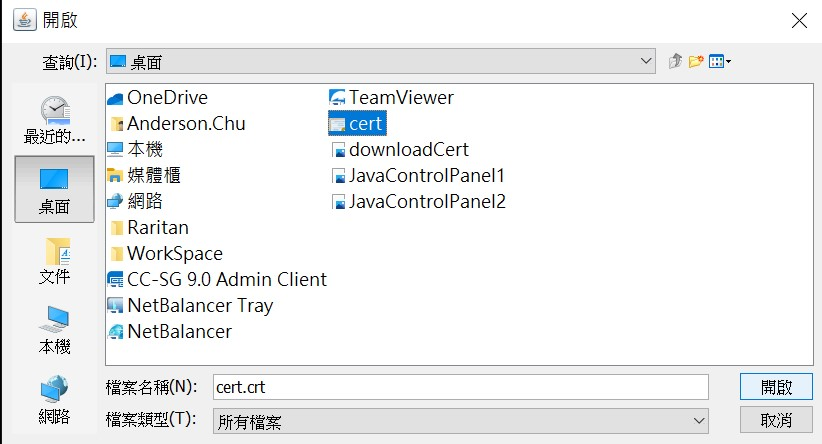 開啟
查詢(I):
桌面
最近的...
桌面
文件
本機
網路
OneDrive
Anderson.Chu
本機
媒體櫃
網路
Raritan
WorkSpace
CC-SG 9.0 Admin Client
NetBalancer Tray
NetBalancer
TeamViewer
cert
downloadCert
JavaControlPanel1
JavaControlPanel2
檔案名稱(N):
cert.crt
開啟
檔案類型(T):
所有檔案
取消